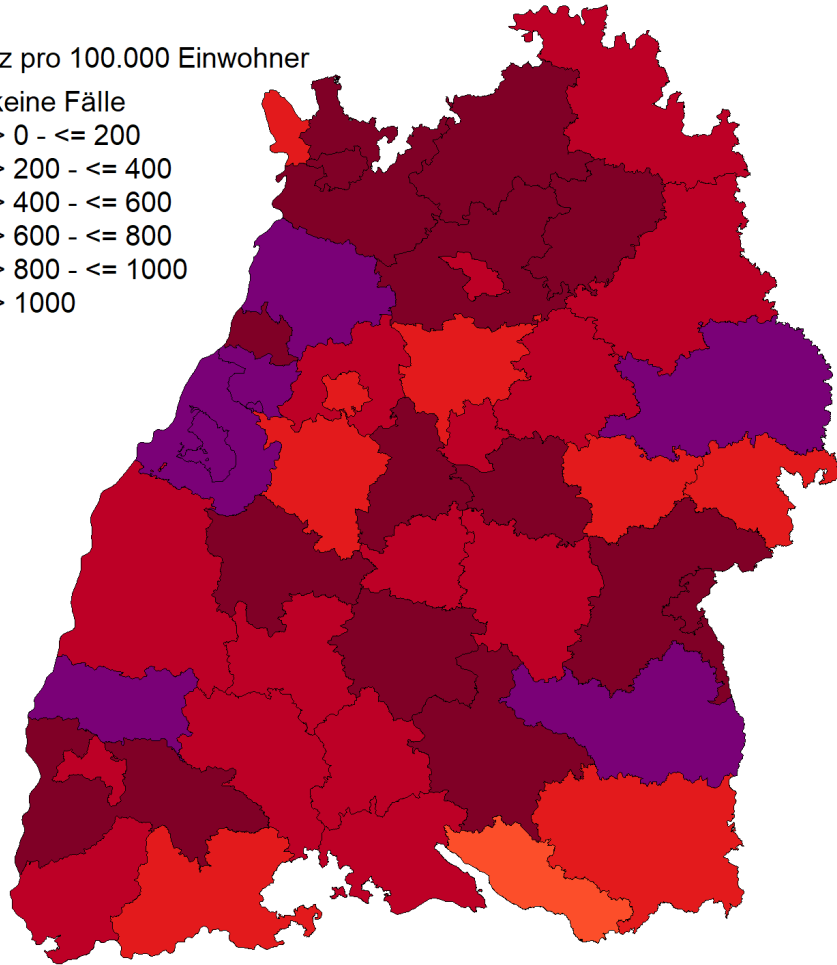 z pro 100.000 Einwohner
keine Fälle
> 0 - <= 200
> 200 - <= 400
> 400 - <= 600
> 600 - <= 800
> 800 - <= 1000
> 1000